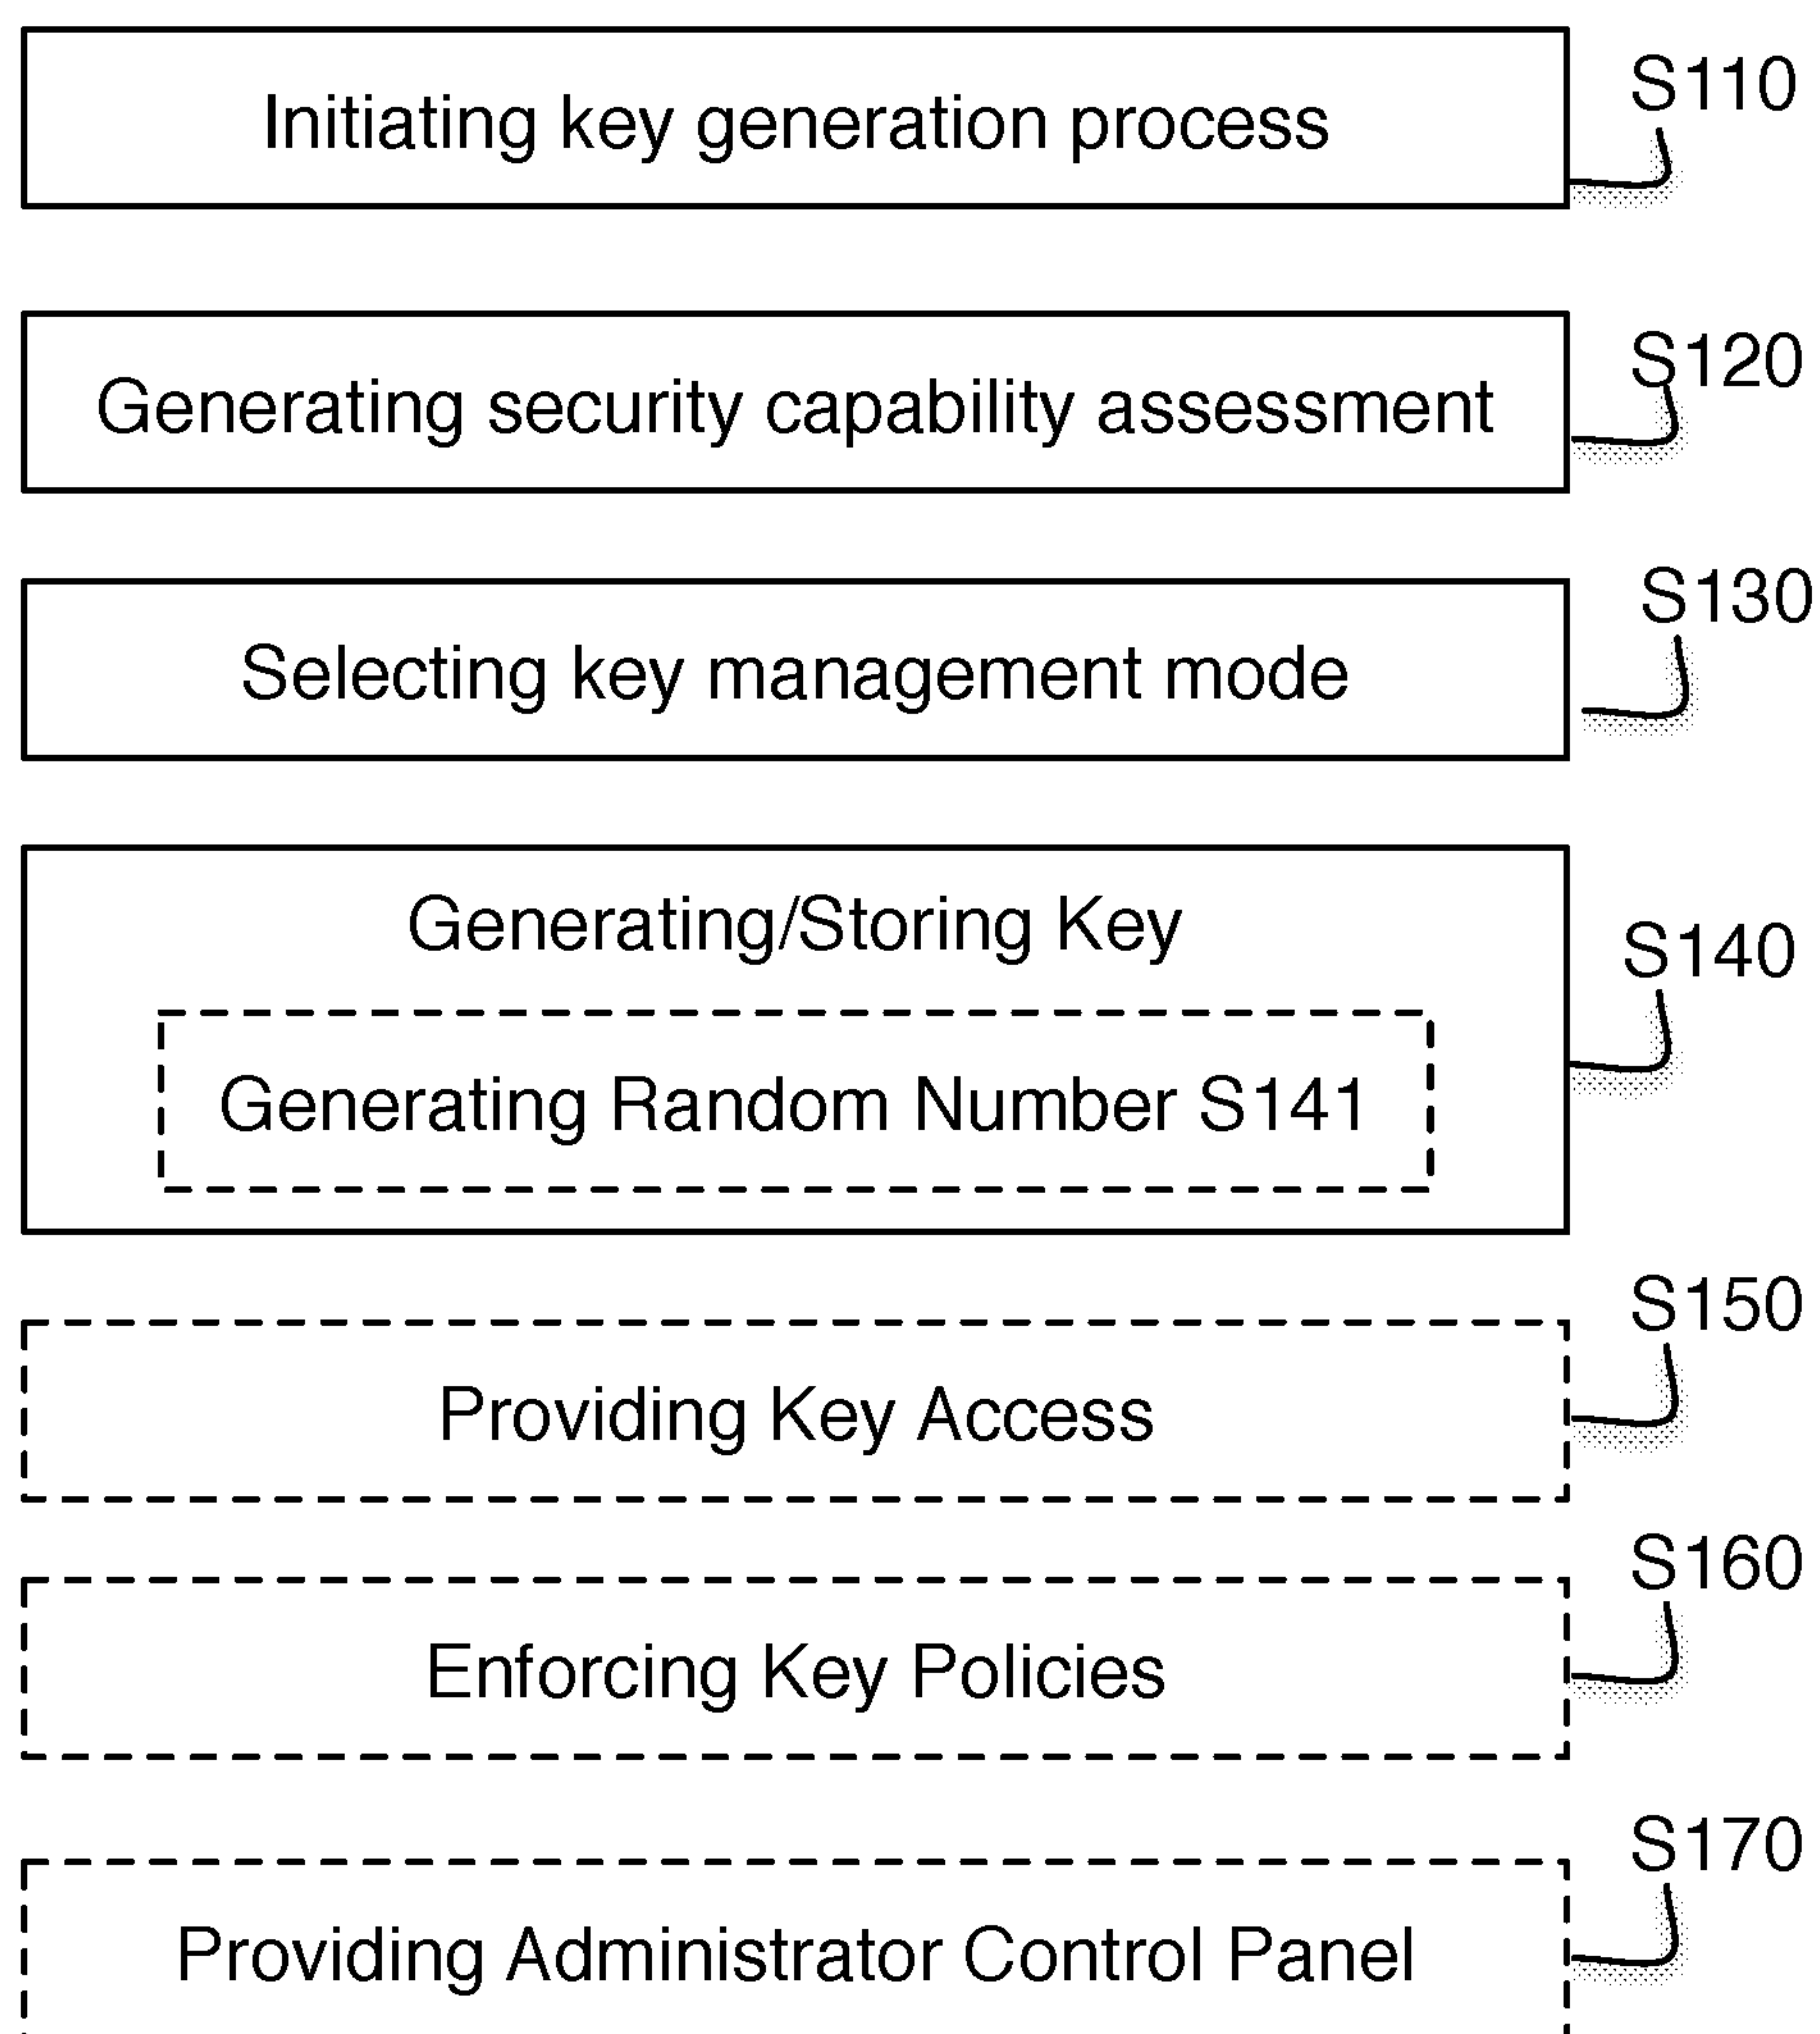 Initiating key generation process S110
Generating security capability assessment S120
Selecting key management mode S130
Generating/Storing Key S140
Generating Random Number S141
Providing Key Access S150
Enforcing Key Policies S160
Providing Administrator Control Panel S170